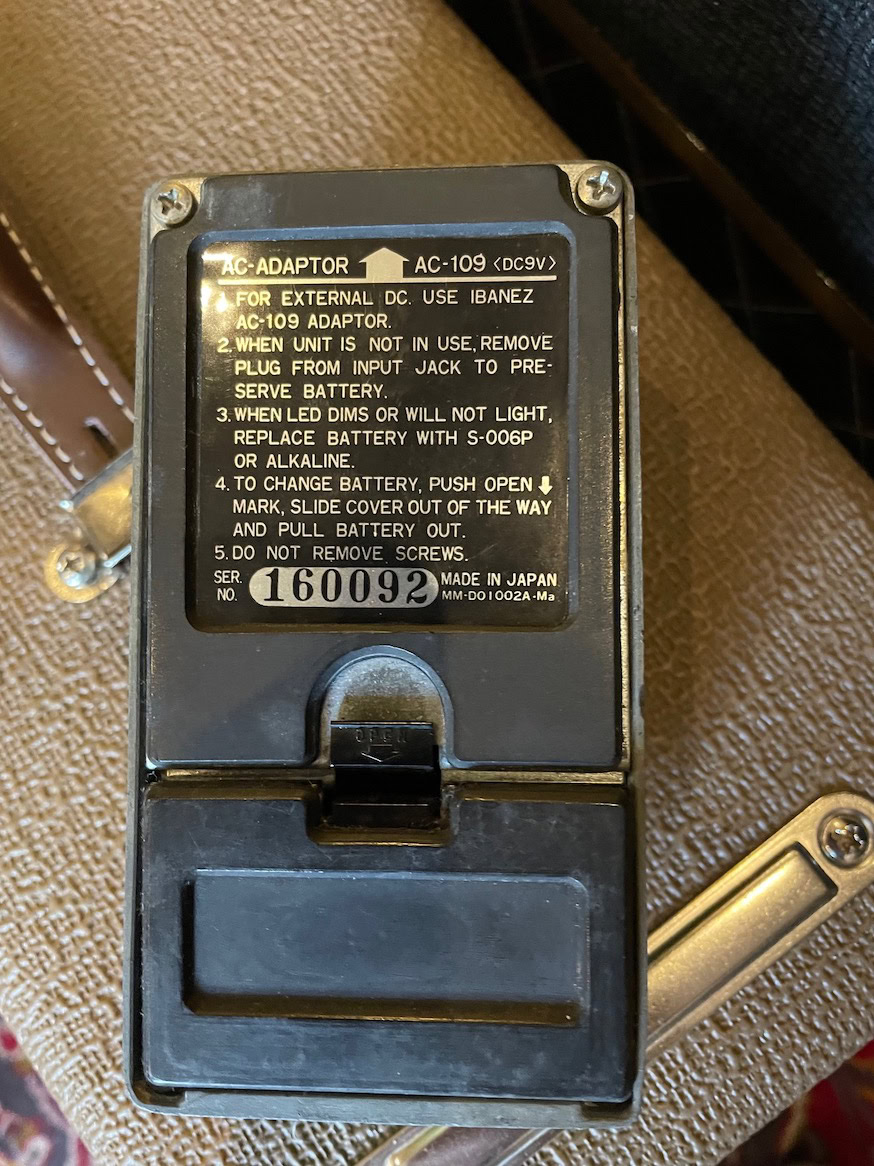 AC-ADAPTOR AC-109 <DC9V>
1. FOR EXTERNAL DC. USE IBANEZ
AC-109 ADAPTOR.
2. WHEN UNIT IS NOT IN USE, REMOVE
PLUG FROM INPUT JACK TO PRE-
SERVE BATTERY.
3. WHEN LED DIMS OR WILL NOT LIGHT,
REPLACE BATTERY WITH S-006P
OR ALKALINE.
4. TO CHANGE BATTERY, PUSH OPEN ⬇
MARK, SLIDE COVER OUT OF THE WAY
AND PULL BATTERY OUT.
5. DO NOT REMOVE SCREWS.
SER.
NO. 160092
MADE IN JAPAN
MM-DO1002A-Ma
OPEN